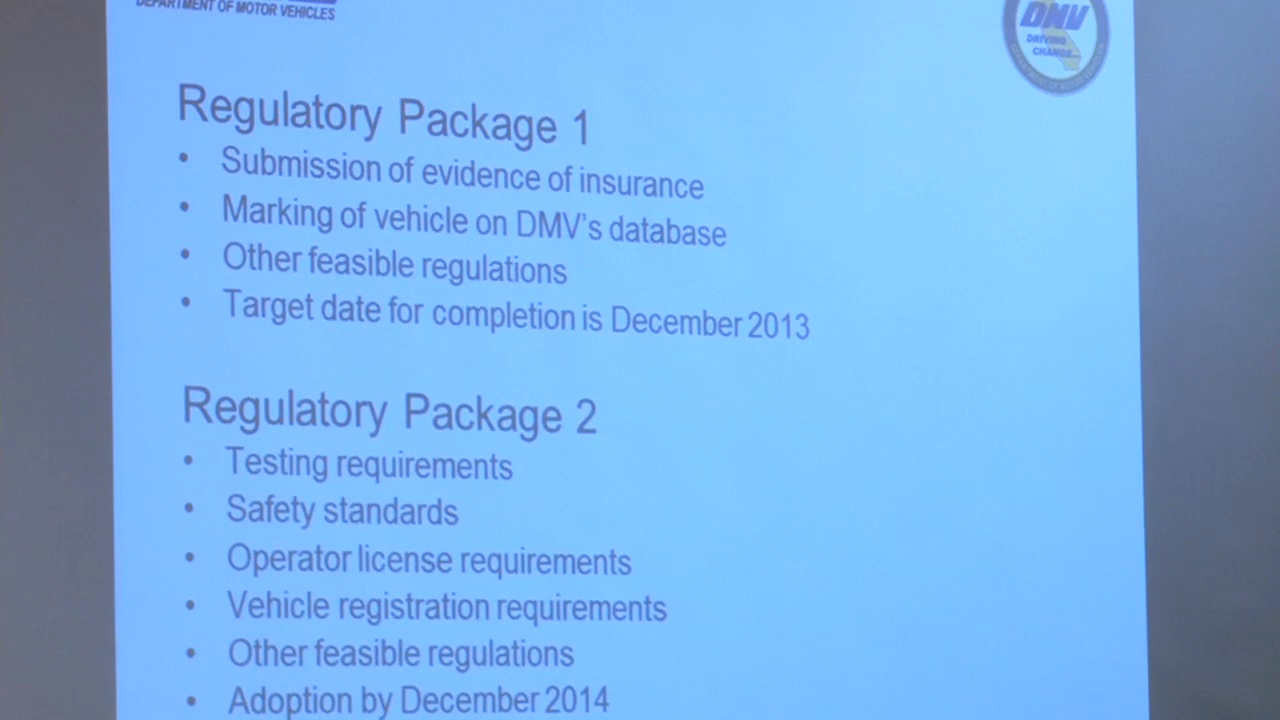 DEPARTMENT OF MOTOR VEHICLES
DMV
DRIVING
CHANGE
Regulatory Package 1
• Submission of evidence of insurance
• Marking of vehicle on DMV's database
• Other feasible regulations
• Target date for completion is December 2013
Regulatory Package 2
• Testing requirements
• Safety standards
• Operator license requirements
• Vehicle registration requirements
• Other feasible regulations
• Adoption by December 2014